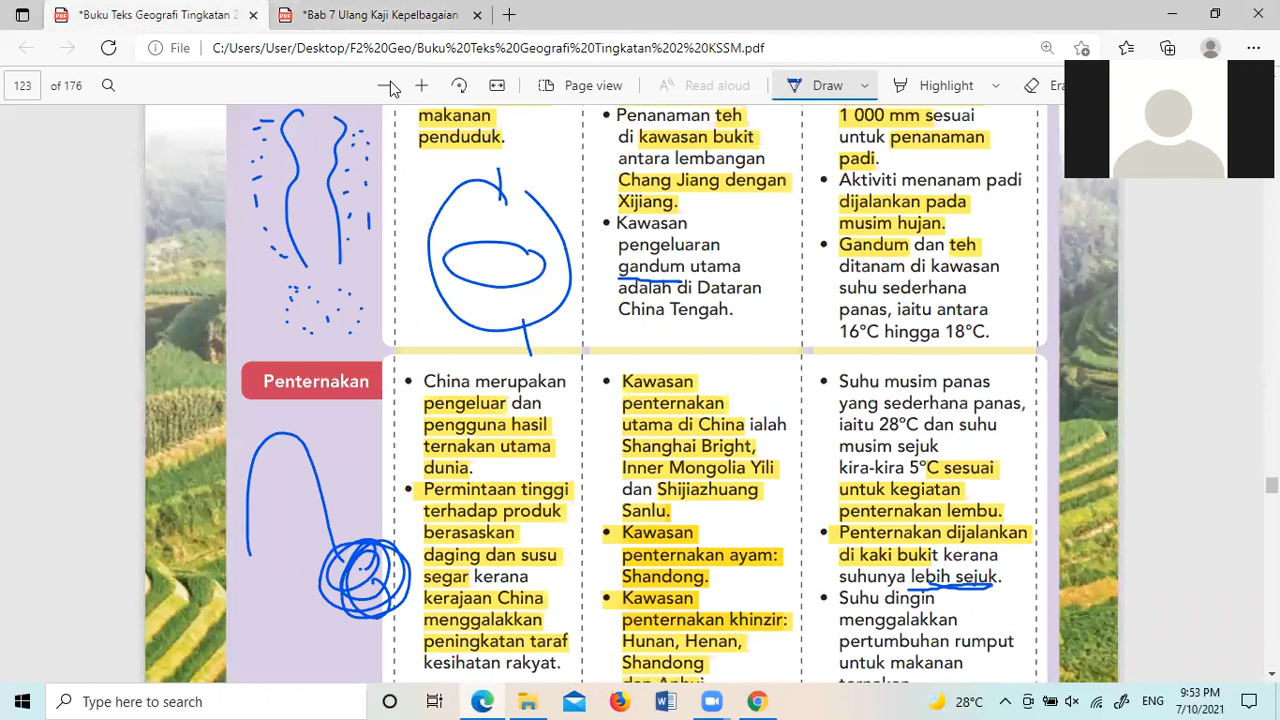 *Buku Teks Geografi Tingkatan 2
*Bab 7 Ulang Kaji Kepelbagaian
File
C:/Users/User/Desktop/F2%20Geo/Buku%20Teks%20Geografi%20Tingkatan%202%20KSSM.pdf
123 of 176
Page view
Read aloud
Draw
Highlight
makanan
penduduk.
• Penanaman teh
di kawasan bukit
antara lembangan
Chang Jiang dengan
Xijiang.
• Kawasan
pengeluaran
gandum utama
adalah di Dataran
China Tengah.
1 000 mm sesuai
untuk penanaman
padi.
• Aktiviti menanam padi
dijalankan pada
musim hujan.
• Gandum dan teh
ditanam di kawasan
suhu sederhana
panas, iaitu antara
16°C hingga 18°C.
Penternakan
• China merupakan
pengeluar dan
pengguna hasil
ternakan utama
dunia.
• Permintaan tinggi
terhadap produk
berasaskan
daging dan susu
segar kerana
kerajaan China
menggalakkan
peningkatan taraf
kesihatan rakyat.
• Kawasan
penternakan
utama di China ialah
Shanghai Bright,
Inner Mongolia Yili
dan Shijiazhuang
Sanlu.
• Kawasan
penternakan ayam:
Shandong.
• Kawasan
penternakan khinzir:
Hunan, Henan,
Shandong
• Suhu musim panas
yang sederhana panas,
iaitu 28°C dan suhu
musim sejuk
kira-kira 5°C sesuai
untuk kegiatan
penternakan lembu.
• Penternakan dijalankan
di kaki bukit kerana
suhunya lebih sejuk.
• Suhu dingin
menggalakkan
pertumbuhan rumput
untuk makanan
Type here to search
28°C
ENG
9:53 PM
7/10/2021